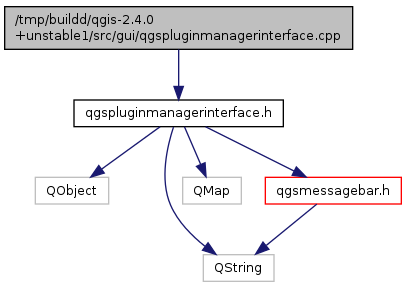 /tmp/buildd/qgis-2.4.0
+unstable1/src/gui/qgspluginmanagerinterface.cpp
qgspluginmanagerinterface.h
QObject
QMap
qgsmessagebar.h
QString